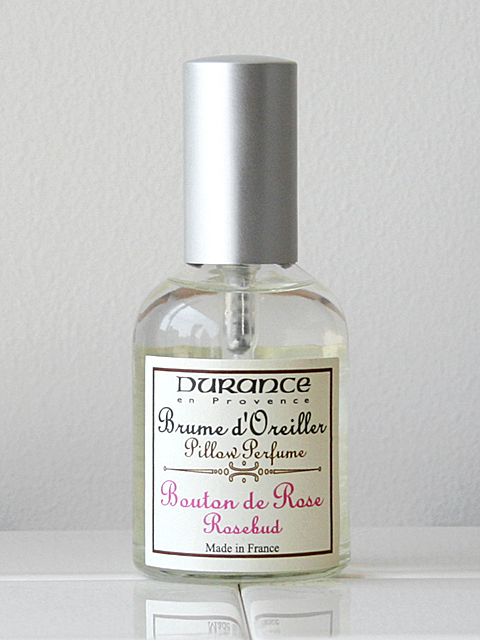 DURANCE
en Provence
Brume d'Oreiller
Pillow Perfume
Bouton de Rose
Rosebud
Made in France